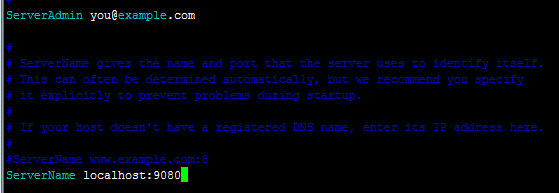 #
ServerAdmin you@example.com
#
# ServerName gives the name and port that the server uses to identify itself.
# This can often be determined automatically, but we recommend you specify
# it explicitly to prevent problems during startup.
#
# If your host doesn't have a registered DNS name, enter its IP address here.
#
#ServerName www.example.com:8
ServerName localhost:9080